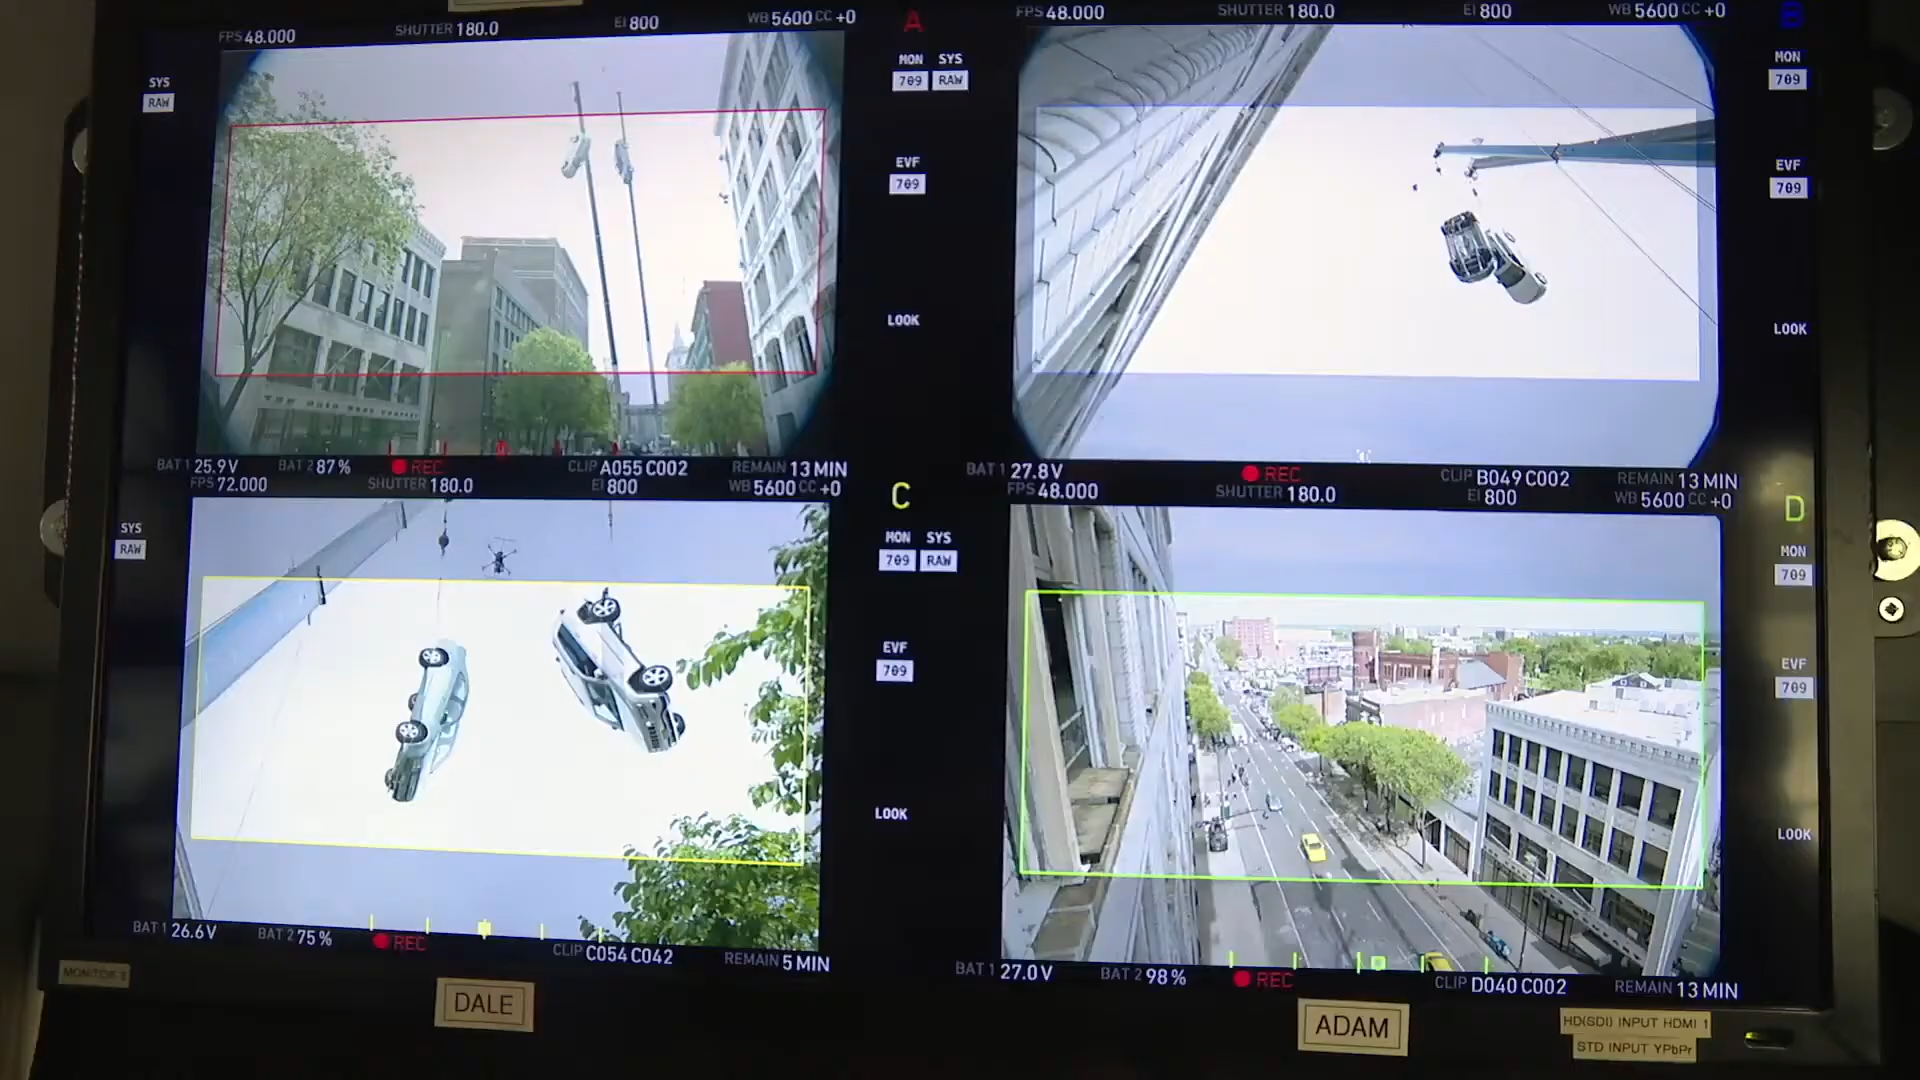 FPS 48.000 SHUTTER 180.0 EI 800 WB 5600 CC +0
A
SYS
RAW
MON SYS
709 RAW
EVF
709
LOOK
BAT 1 25.9 V BAT 2 87 % REC CLIP A055 C002 REMAIN 13 MIN
FPS 48.000 SHUTTER 180.0 EI 800 WB 5600 CC +0
B
MON
709
EVF
709
LOOK
BAT 1 27.8 V REC CLIP B049 C002 REMAIN 13 MIN
FPS 72.000 SHUTTER 180.0 EI 800 WB 5600 CC +0
C
SYS
RAW
MON SYS
709 RAW
EVF
709
LOOK
BAT 1 26.6 V BAT 2 75 % REC CLIP C054 C042 REMAIN 5 MIN
FPS 48.000 SHUTTER 180.0 EI 800 WB 5600 CC +0
D
MON
709
EVF
709
LOOK
BAT 1 27.0 V BAT 2 98 % REC CLIP D040 C002 REMAIN 13 MIN
MONITOR 2
DALE
ADAM
HD(SDI) INPUT HDMI 1
STD INPUT YPbPr